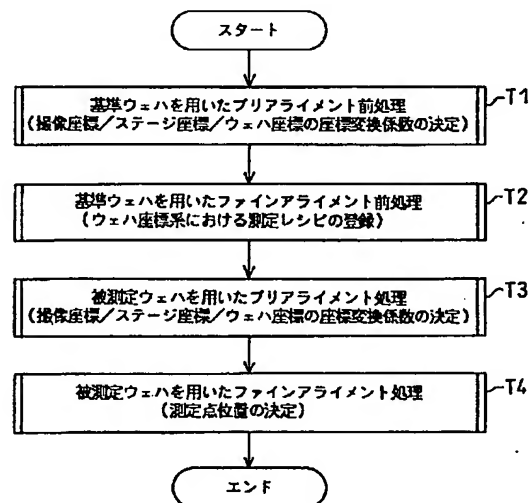 スタート
T1
基準ウェハを用いたプリアライメント前処理
(撮像座標/ステージ座標/ウェハ座標の座標変換係数の決定)
T2
基準ウェハを用いたファインアライメント前処理
(ウェハ座標系における測定レシピの登録)
T3
被測定ウェハを用いたプリアライメント処理
(撮像座標/ステージ座標/ウェハ座標の座標変換係数の決定)
T4
被測定ウェハを用いたファインアライメント処理
(測定点位置の決定)
エンド